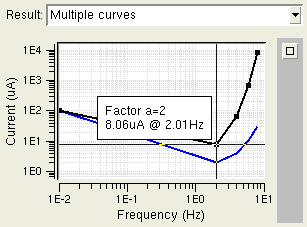 Result: Multiple curves
1E4
1E3
1E2
1E1
1E0
Current (uA)
Factor a=2
8.06uA @ 2.01Hz
1E-2 1E-1 1E0 1E1
Frequency (Hz)